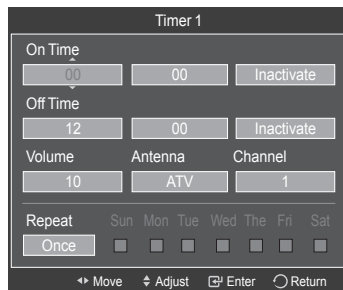 Timer 1
On Time
00 00 Inactivate
Off Time
12 00 Inactivate
Volume Antenna Channel
10 ATV 1
Repeat Sun Mon Tue Wed The Fri Sat
Once
Move Adjust Enter Return